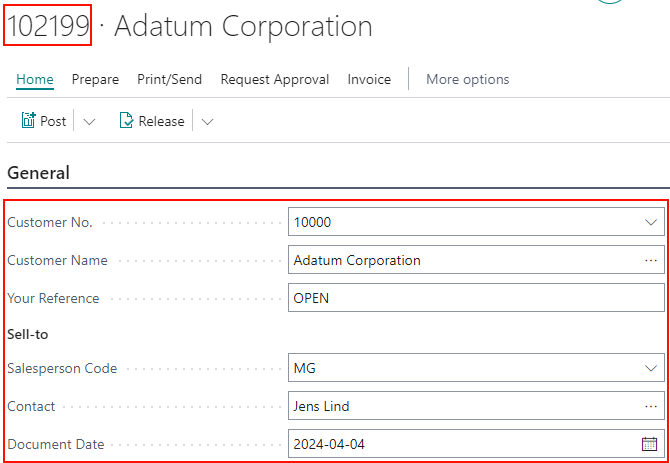 102199 · Adatum Corporation
Home Prepare Print/Send Request Approval Invoice More options
Post Release
General
Customer No. 10000
Customer Name Adatum Corporation ...
Your Reference OPEN
Sell-to
Salesperson Code MG
Contact Jens Lind ...
Document Date 2024-04-04